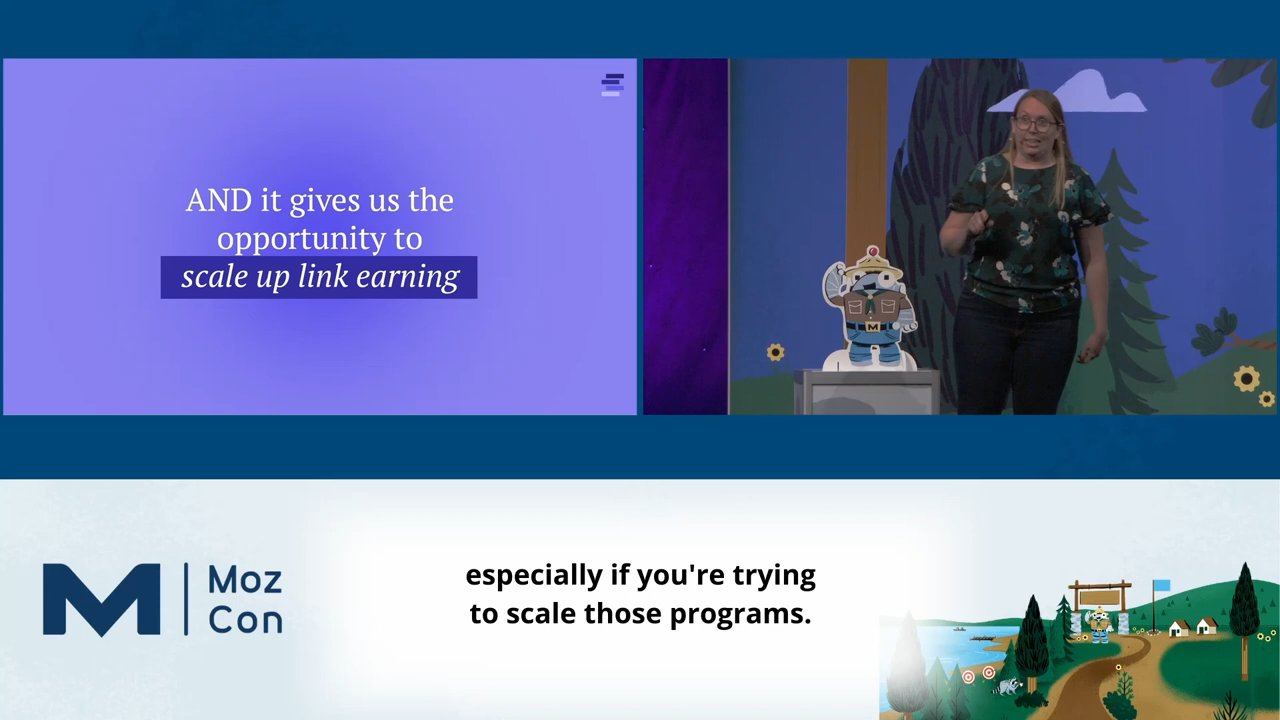 AND it gives us the
opportunity to
scale up link earning
M
M
Moz
Con
especially if you're trying
to scale those programs.